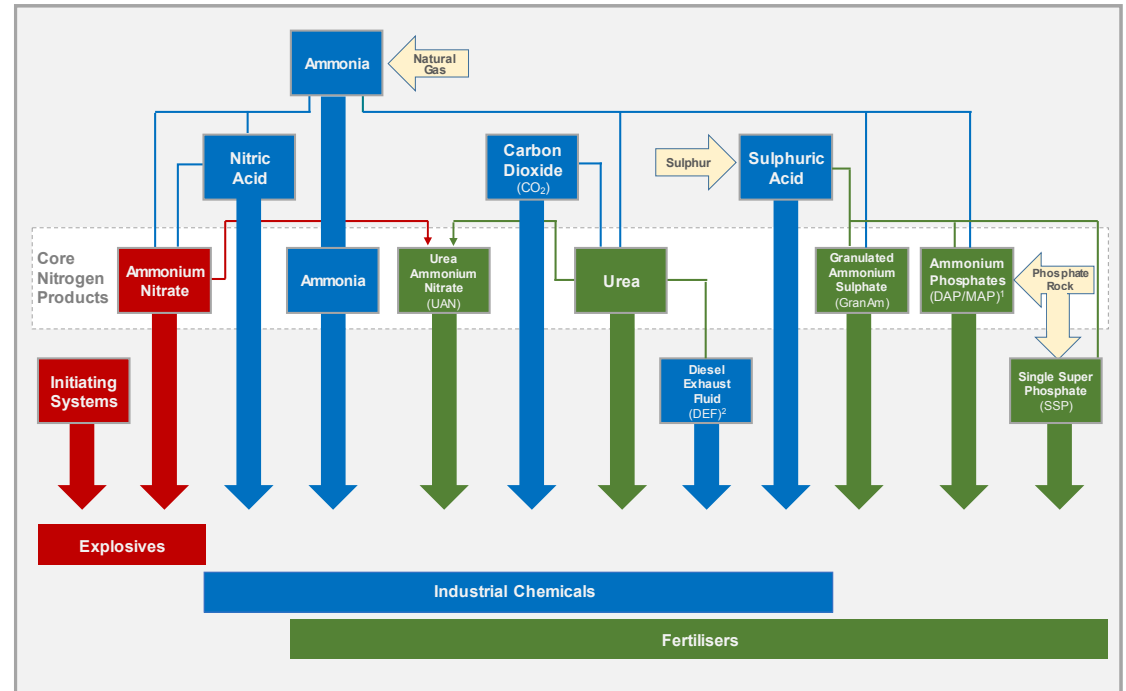 Ammonia
Natural
Gas
Nitric
Acid
Carbon
Dioxide
(CO₂)
Sulphur
Sulphuric
Acid
Core
Nitrogen
Products
Ammonium
Nitrate
Ammonia
Urea
Ammonium
Nitrate
(UAN)
Urea
Granulated
Ammonium
Sulphate
(GranAm)
Ammonium
Phosphates
(DAP/MAP)¹
Phosphate
Rock
Initiating
Systems
Diesel
Exhaust
Fluid
(DEF)²
Single Super
Phosphate
(SSP)
Explosives
Industrial Chemicals
Fertilisers